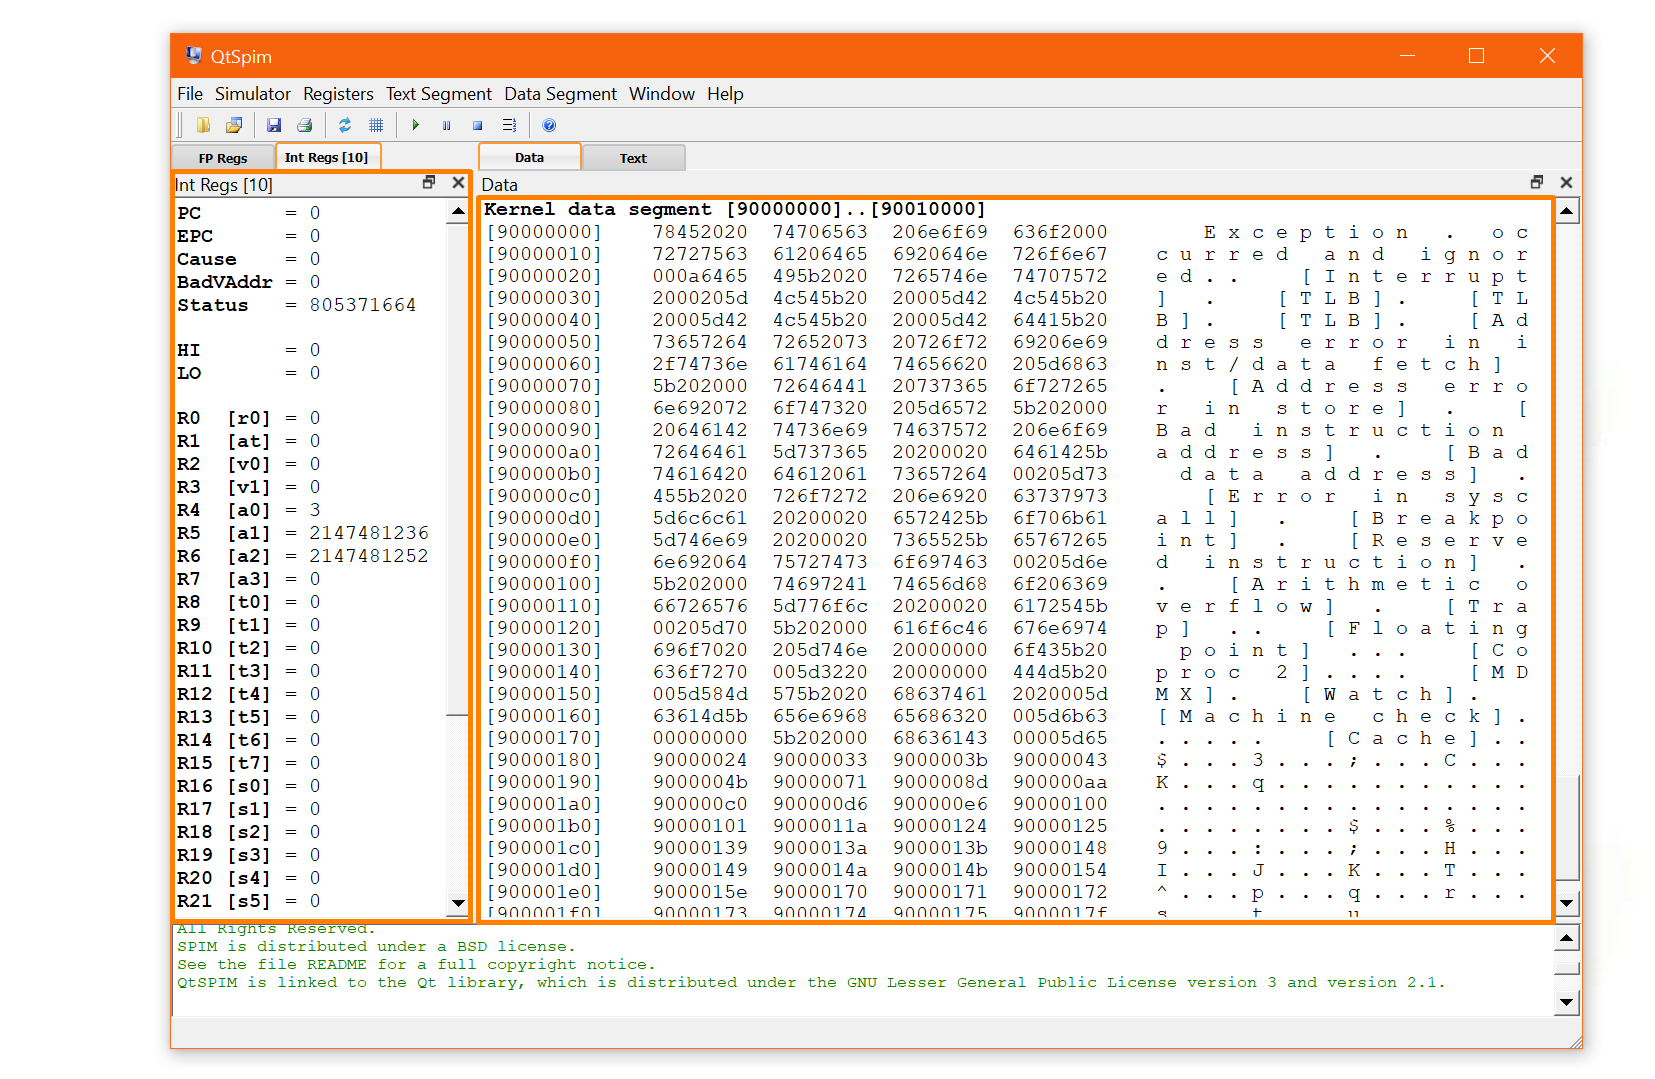 QtSpim
File Simulator Registers Text Segment Data Segment Window Help
FP Regs Int Regs [10] Data Text
Int Regs [10]
PC = 0
EPC = 0
Cause = 0
BadVAddr = 0
Status = 805371664
HI = 0
LO = 0
R0 [r0] = 0
R1 [at] = 0
R2 [v0] = 0
R3 [v1] = 0
R4 [a0] = 3
R5 [a1] = 2147481236
R6 [a2] = 2147481252
R7 [a3] = 0
R8 [t0] = 0
R9 [t1] = 0
R10 [t2] = 0
R11 [t3] = 0
R12 [t4] = 0
R13 [t5] = 0
R14 [t6] = 0
R15 [t7] = 0
R16 [s0] = 0
R17 [s1] = 0
R18 [s2] = 0
R19 [s3] = 0
R20 [s4] = 0
R21 [s5] = 0
Data
Kernel data segment [90000000]..[90010000]
[90000000] 78452020 74706563 206e6f69 636f2000 E x c e p t i o n . o c
[90000010] 72727563 61206465 6920646e 726f6e67 c u r r e d a n d i g n o r
[90000020] 000a6465 495b2020 7265746e 74707572 e d . . [ I n t e r r u p t
[90000030] 2000205d 4c545b20 20005d42 4c545b20 ] . [ T L B ] . [ T L
[90000040] 20005d42 4c545b20 20005d42 64415b20 B ] . [ T L B ] . [ A d
[90000050] 73657264 72652073 20726f72 69206e69 d r e s s e r r o r i n i
[90000060] 2f74736e 61746164 74656620 205d6863 n s t / d a t a f e t c h ]
[90000070] 5b202000 72646441 20737365 6f727265 . [ A d d r e s s e r r o
[90000080] 6e692072 6f747320 205d6572 5b202000 r i n s t o r e ] . [
[90000090] 20646142 74736e69 74637572 206e6f69 B a d i n s t r u c t i o n
[900000a0] 72646461 5d737365 20200020 6461425b a d d r e s s ] . [ B a d
[900000b0] 74616420 64612061 73657264 00205d73 d a t a a d d r e s s ] .
[900000c0] 455b2020 726f7272 206e6920 63737973 [ E r r o r i n s y s c
[900000d0] 5d6c6c61 20200020 6572425b 6f706b61 a l l ] . [ B r e a k p o
[900000e0] 5d746e69 20200020 7365525b 65767265 i n t ] . [ R e s e r v e
[900000f0] 6e692064 75727473 6f697463 00205d6e d i n s t r u c t i o n ] .
[90000100] 5b202000 74697241 74656d68 6f206369 . [ A r i t h m e t i c o
[90000110] 66726576 5d776f6c 20200020 6172545b v e r f l o w ] . [ T r a
[90000120] 00205d70 5b202000 616f6c46 676e6974 p ] . . [ F l o a t i n g
[90000130] 696f7020 205d746e 20000000 6f435b20 p o i n t ] . . . [ C o
[90000140] 636f7270 005d3220 20000000 444d5b20 p r o c 2 ] . . . . [ M D
[90000150] 005d584d 575b2020 68637461 2020005d M X ] . [ W a t c h ] .
[90000160] 63614d5b 656e6968 65686320 005d6b63 [ M a c h i n e c h e c k ] .
[90000170] 00000000 5b202000 68636143 00005d65 . . . . . [ C a c h e ] . .
[90000180] 90000024 90000033 9000003b 90000043 $ . . . 3 . . . ; . . . C . . .
[90000190] 9000004b 90000071 9000008d 900000aa K . . . q . . . . . . . . . . .
[900001a0] 900000c0 900000d6 900000e6 90000100 . . . . . . . . . . . . . . . .
[900001b0] 90000101 9000011a 90000124 90000125 . . . . . . . . $ . . . % . . .
[900001c0] 90000139 9000013a 9000013b 90000148 9 . . . : . . . ; . . . H . . .
[900001d0] 90000149 9000014a 9000014b 90000154 I . . . J . . . K . . . T . . .
[900001e0] 9000015e 90000170 90000171 90000172 ^ . . . p . . . q . . . r . . .
[900001f0] 90000173 90000174 90000175 9000017f s t u
All Rights Reserved.
SPIM is distributed under a BSD license.
See the file README for a full copyright notice.
QtSPIM is linked to the Qt library, which is distributed under the GNU Lesser General Public License version 3 and version 2.1.